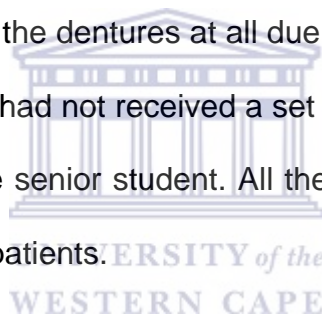 the dentures at all due
had not received a set
senior student. All the
patients.
UNIVERSITY of the
WESTERN CAPE